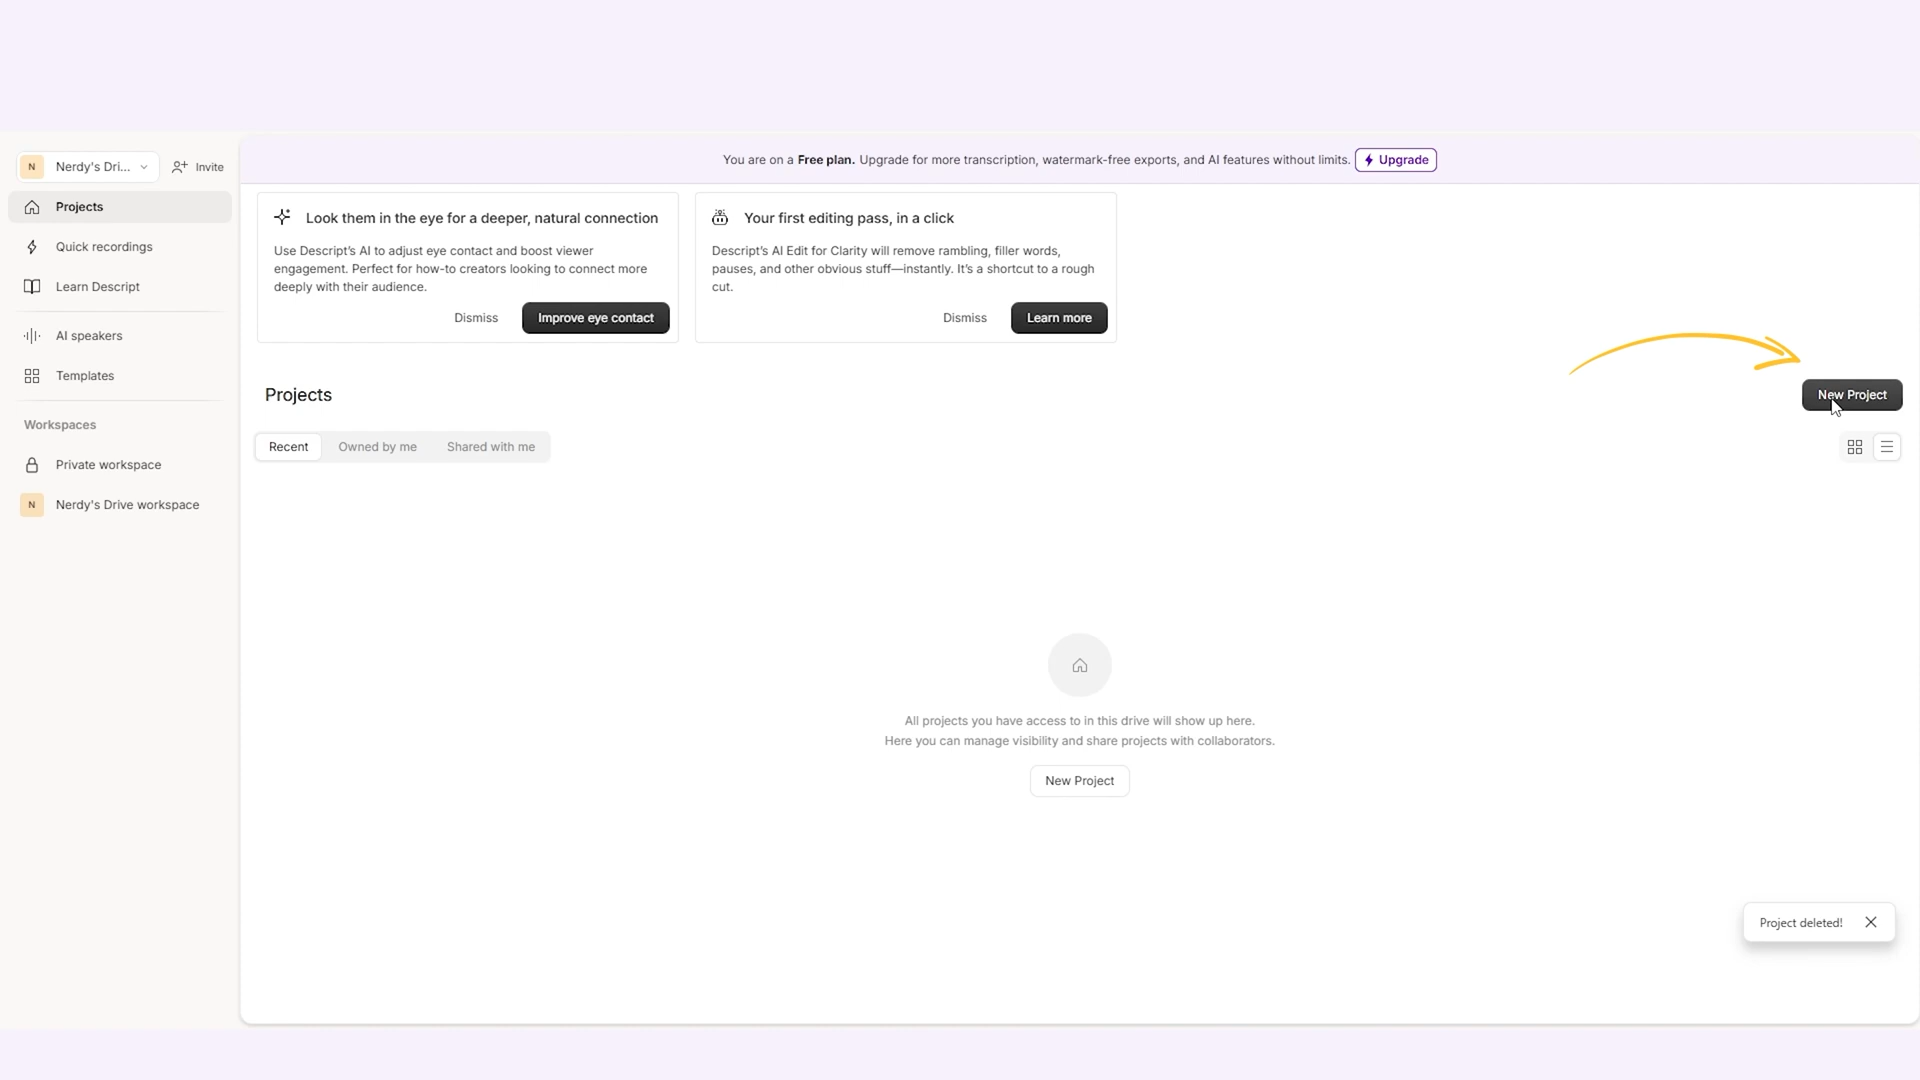 N Nerdy's Dri... Invite
Projects
Quick recordings
Learn Descript
AI speakers
Templates
Workspaces
Private workspace
N Nerdy's Drive workspace
You are on a Free plan. Upgrade for more transcription, watermark-free exports, and AI features without limits. Upgrade
Look them in the eye for a deeper, natural connection
Use Descript's AI to adjust eye contact and boost viewer
engagement. Perfect for how-to creators looking to connect more
deeply with their audience.
Dismiss Improve eye contact
Your first editing pass, in a click
Descript's AI Edit for Clarity will remove rambling, filler words,
pauses, and other obvious stuff—instantly. It's a shortcut to a rough
cut.
Dismiss Learn more
Projects
New Project
Recent Owned by me Shared with me
All projects you have access to in this drive will show up here.
Here you can manage visibility and share projects with collaborators.
New Project
Project deleted!